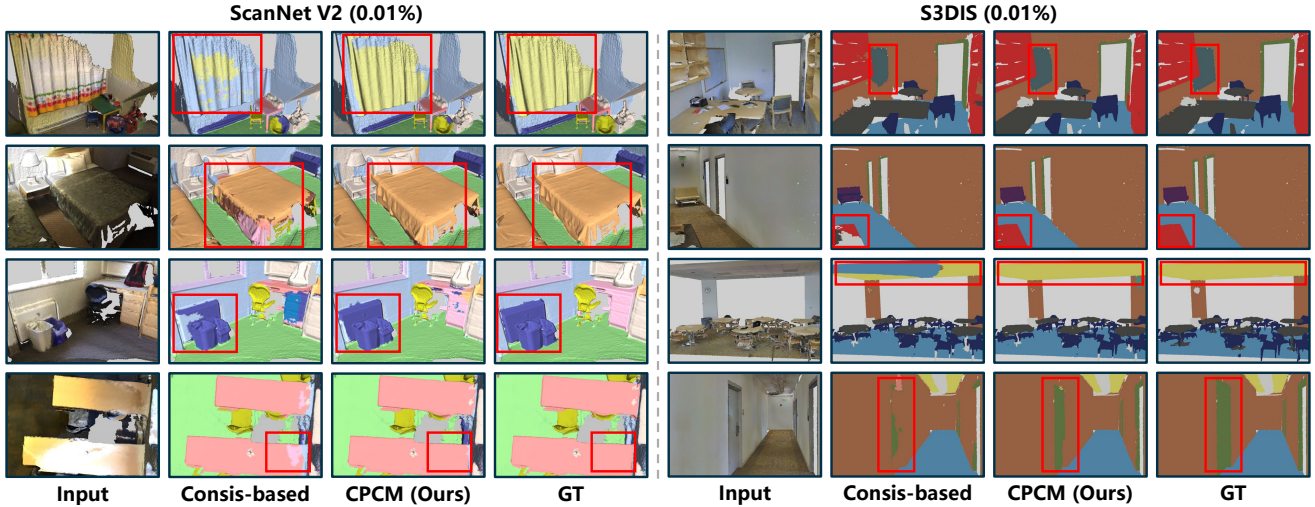 ScanNet V2 (0.01%)
S3DIS (0.01%)
Input
Consis-based
CPCM (Ours)
GT
Input
Consis-based
CPCM (Ours)
GT